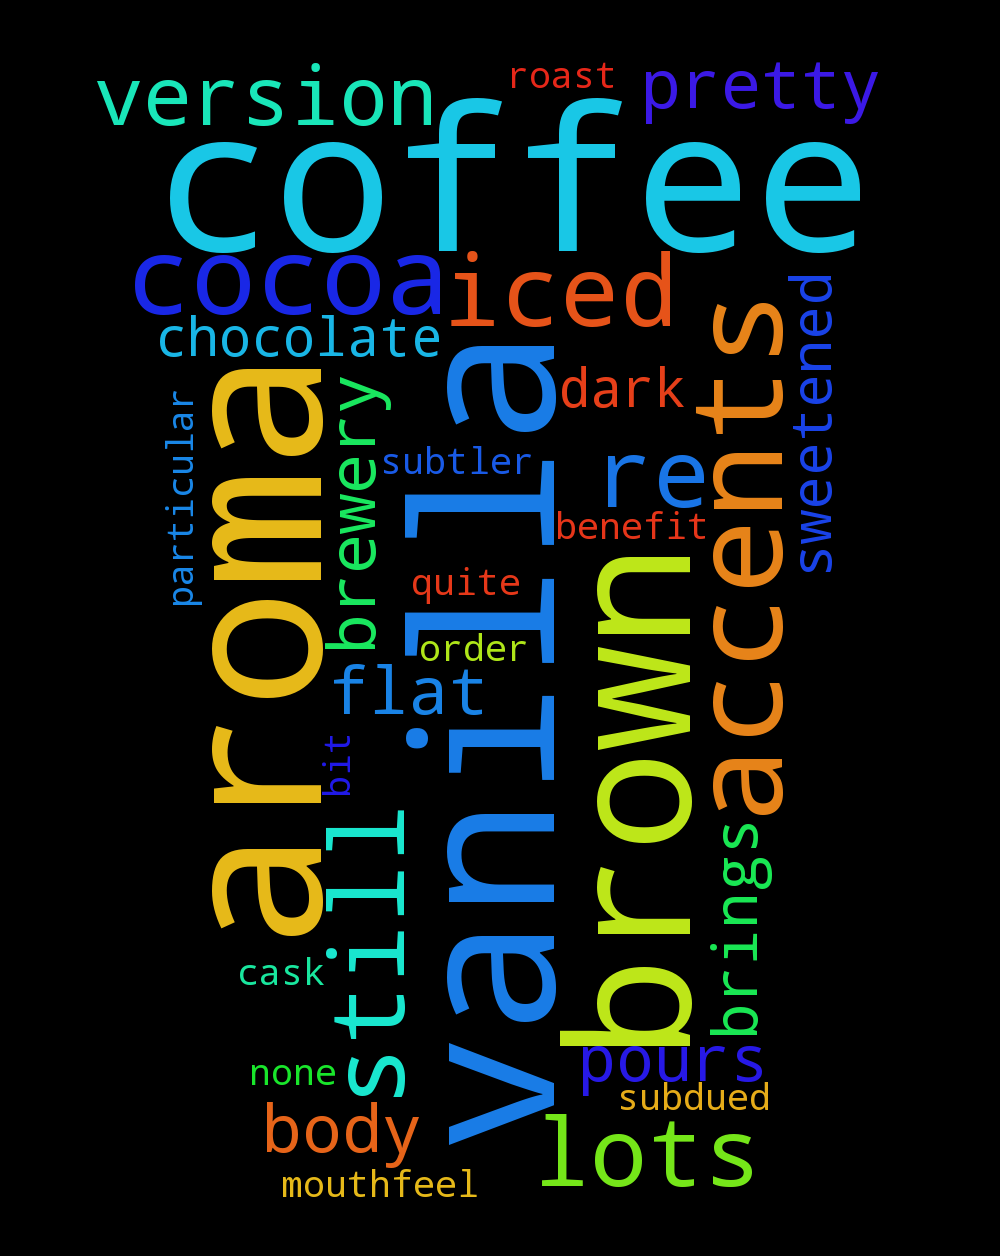 version
roast
pretty
coffee
cocoa
iced
chocolate
accents
sweetened
dark
vanilla
aroma
brewery
particular
subtler
re
benefit
quite
brown
order
flat
bit
still
brings
cask
none
pours
subdued
body
lots
mouthfeel